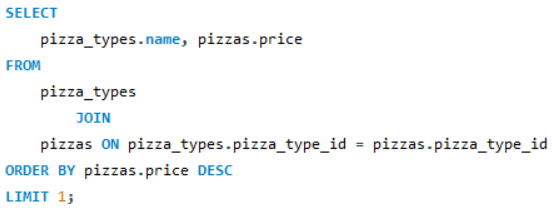 SELECT
pizza_types.name, pizzas.price
FROM
pizza_types
JOIN
pizzas ON pizza_types.pizza_type_id = pizzas.pizza_type_id
ORDER BY pizzas.price DESC
LIMIT 1;